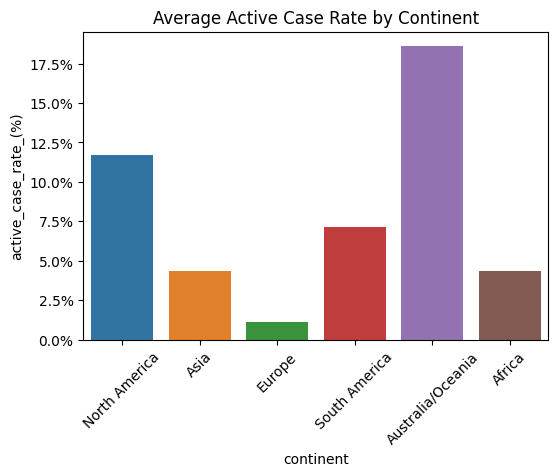 Average Active Case Rate by Continent
active_case_rate_(%)
17.5%
15.0%
12.5%
10.0%
7.5%
5.0%
2.5%
0.0%
North America
Asia
Europe
South America
Australia/Oceania
Africa
continent